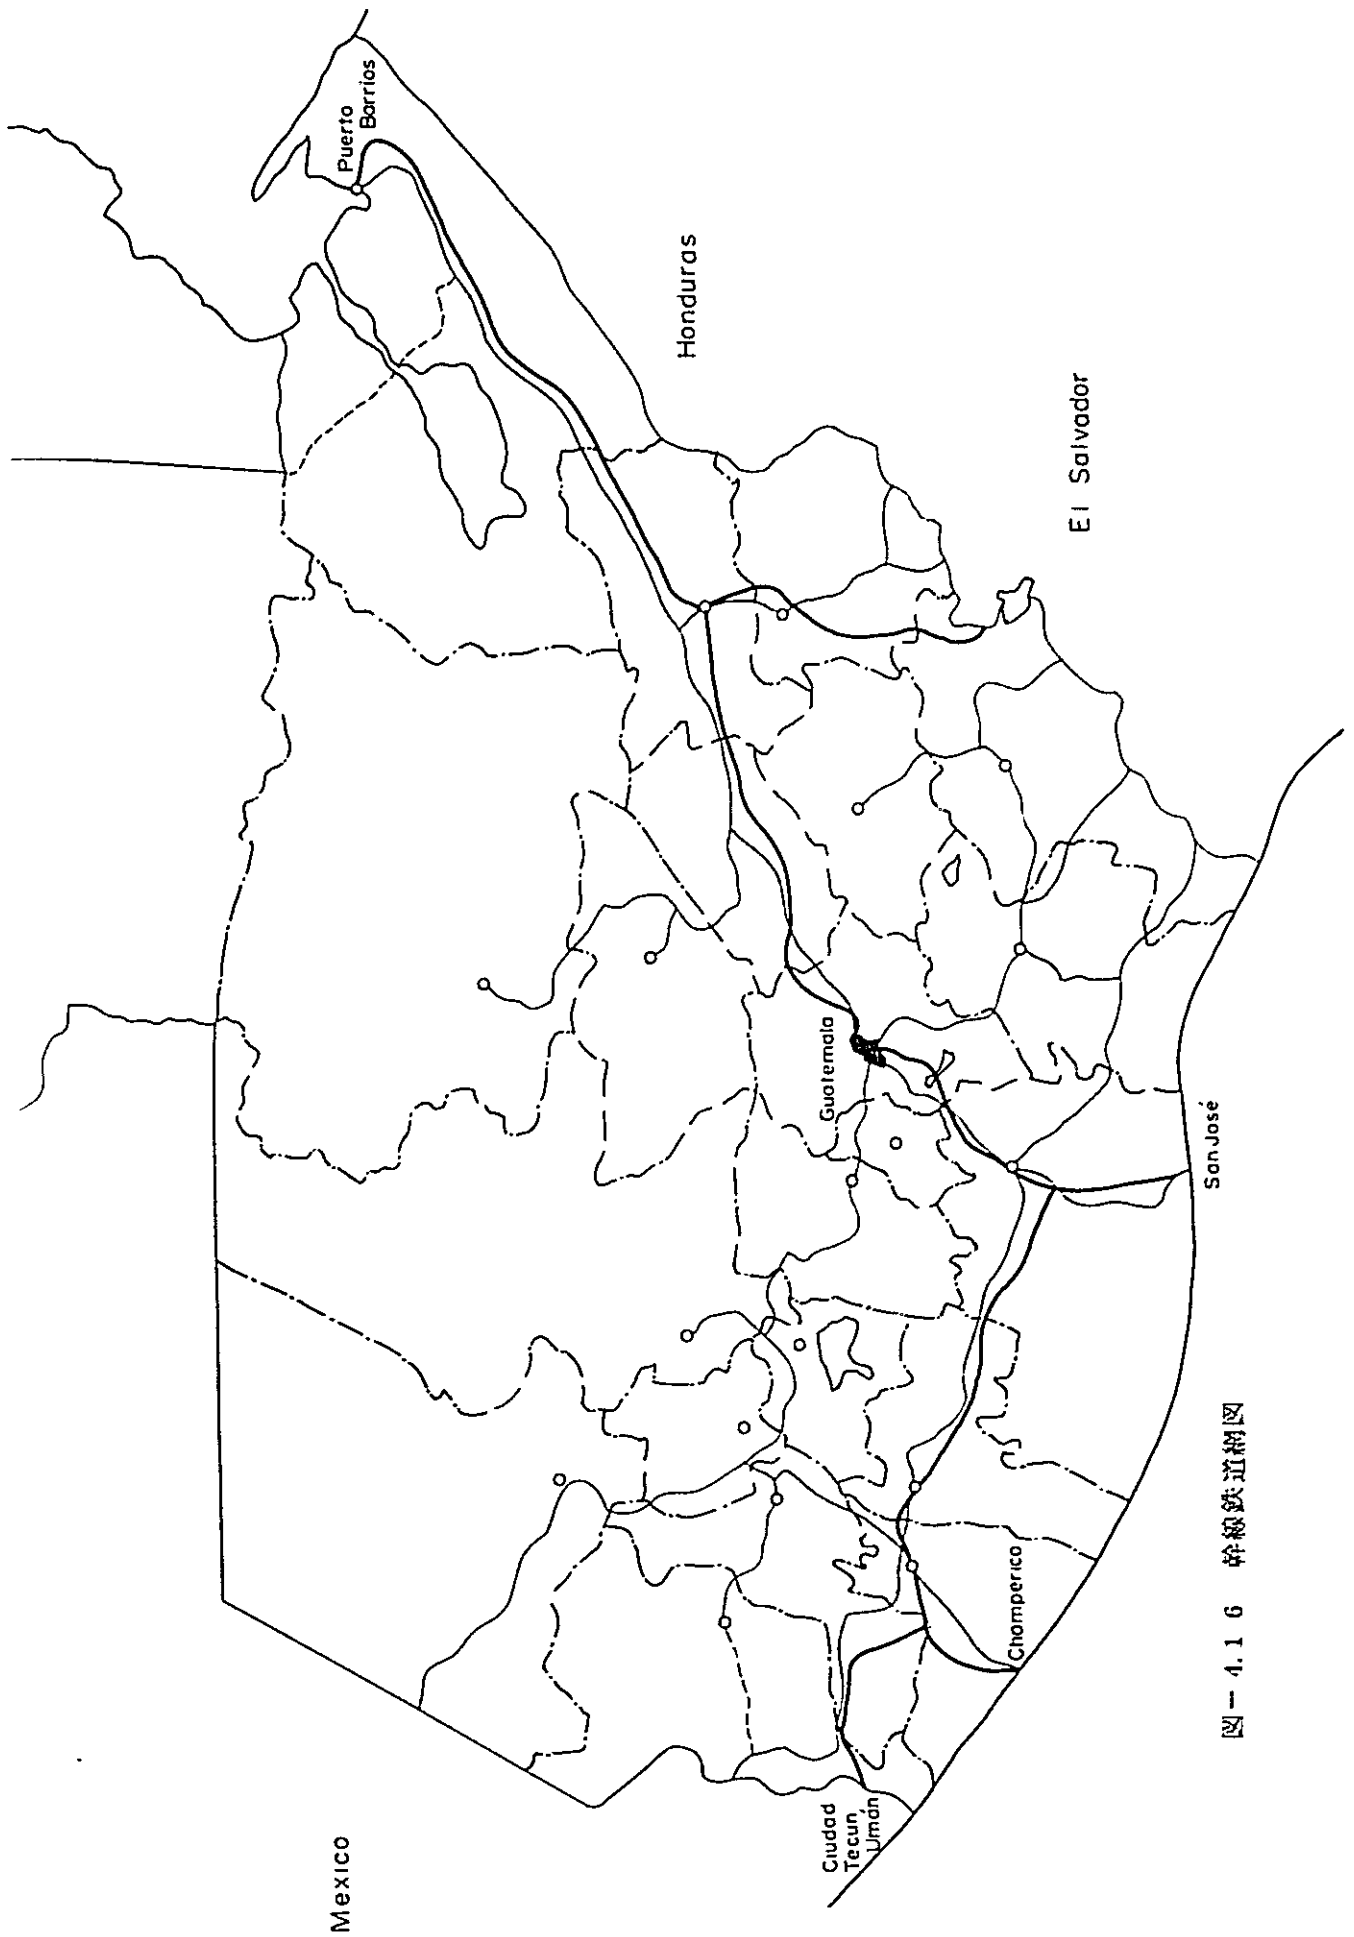 Mexico
Puerto
Barrios
Honduras
El Salvador
Guatemala
Ciudad
Tecún
Umán
Champerico
San José
図－4.1 6 幹線鉄道網図